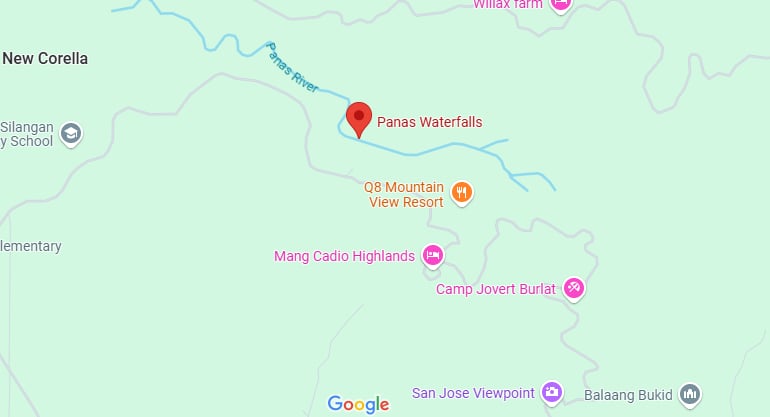 Willax farm
New Corella
Panas River
Panas Waterfalls
Silangan
y School
Q8 Mountain
View Resort
lementary
Mang Cadio Highlands
Camp Jovert Burlat
San Jose Viewpoint
Balaang Bukid
Google